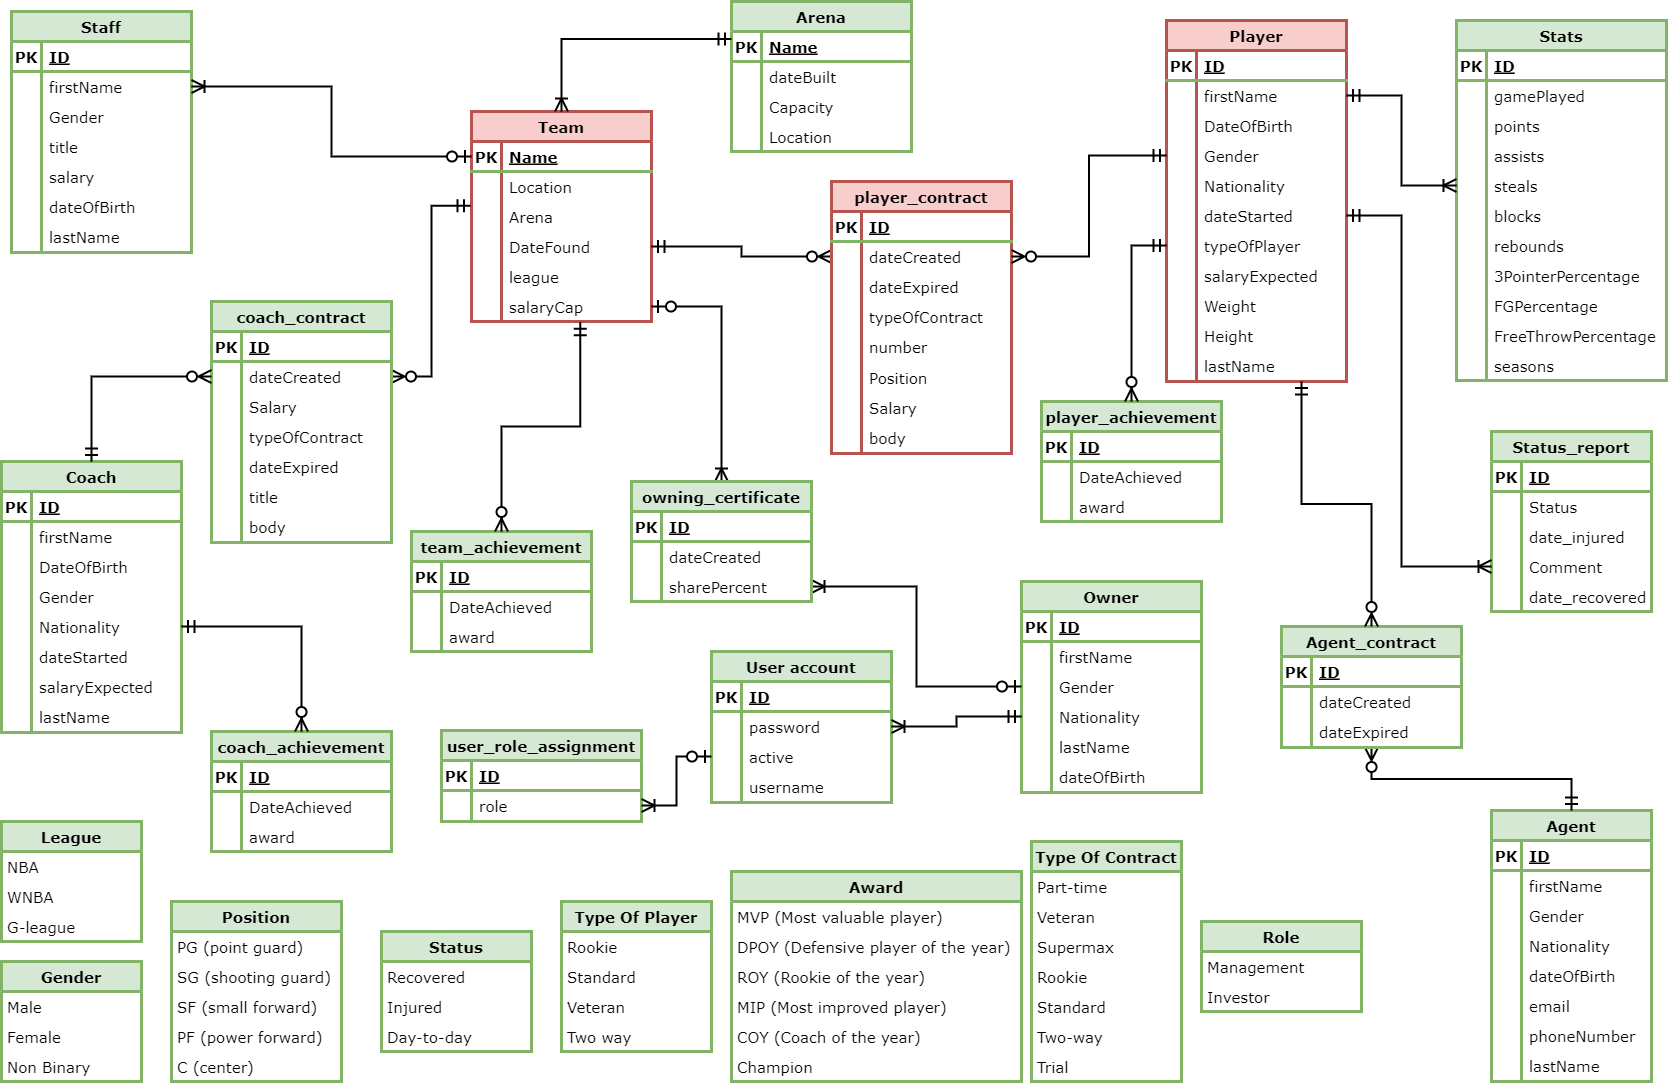 Staff
PK ID
firstName
Gender
title
salary
dateOfBirth
lastName
Arena
PK Name
dateBuilt
Capacity
Location
Team
PK Name
Location
Arena
DateFound
league
salaryCap
player_contract
PK ID
dateCreated
dateExpired
typeOfContract
number
Position
Salary
body
Player
PK ID
firstName
DateOfBirth
Gender
Nationality
dateStarted
typeOfPlayer
salaryExpected
Weight
Height
lastName
Stats
PK ID
gamePlayed
points
assists
steals
blocks
rebounds
3PointerPercentage
FGPercentage
FreeThrowPercentage
seasons
coach_contract
PK ID
dateCreated
Salary
typeOfContract
dateExpired
title
body
Coach
PK ID
firstName
DateOfBirth
Gender
Nationality
dateStarted
salaryExpected
lastName
team_achievement
PK ID
DateAchieved
award
owning_certificate
PK ID
dateCreated
sharePercent
player_achievement
PK ID
DateAchieved
award
Status_report
PK ID
Status
date_injured
Comment
date_recovered
Owner
PK ID
firstName
Gender
Nationality
lastName
dateOfBirth
User account
PK ID
password
active
username
user_role_assignment
PK ID
role
Agent_contract
PK ID
dateCreated
dateExpired
coach_achievement
PK ID
DateAchieved
award
Agent
PK ID
firstName
Gender
Nationality
dateOfBirth
email
phoneNumber
lastName
League
NBA
WNBA
G-league
Gender
Male
Female
Non Binary
Position
PG (point guard)
SG (shooting guard)
SF (small forward)
PF (power forward)
C (center)
Status
Recovered
Injured
Day-to-day
Type Of Player
Rookie
Standard
Veteran
Two way
Award
MVP (Most valuable player)
DPOY (Defensive player of the year)
ROY (Rookie of the year)
MIP (Most improved player)
COY (Coach of the year)
Champion
Type Of Contract
Part-time
Veteran
Supermax
Rookie
Standard
Two-way
Trial
Role
Management
Investor